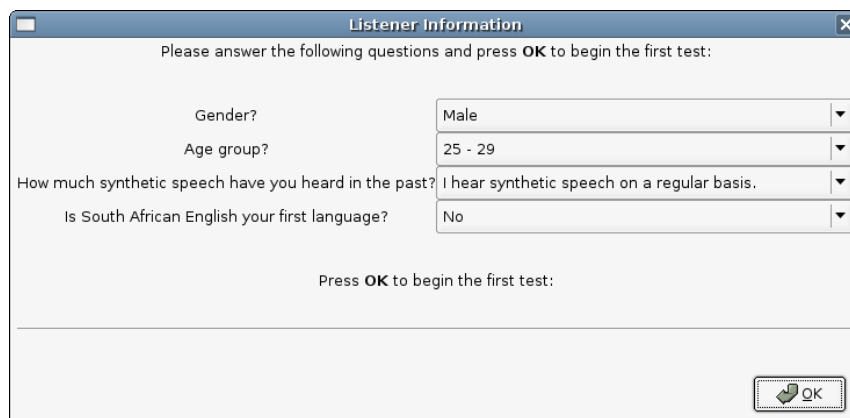 Listener Information
Please answer the following questions and press OK to begin the first test:
Gender? Male
Age group? 25 - 29
How much synthetic speech have you heard in the past? I hear synthetic speech on a regular basis.
Is South African English your first language? No
Press OK to begin the first test:
OK